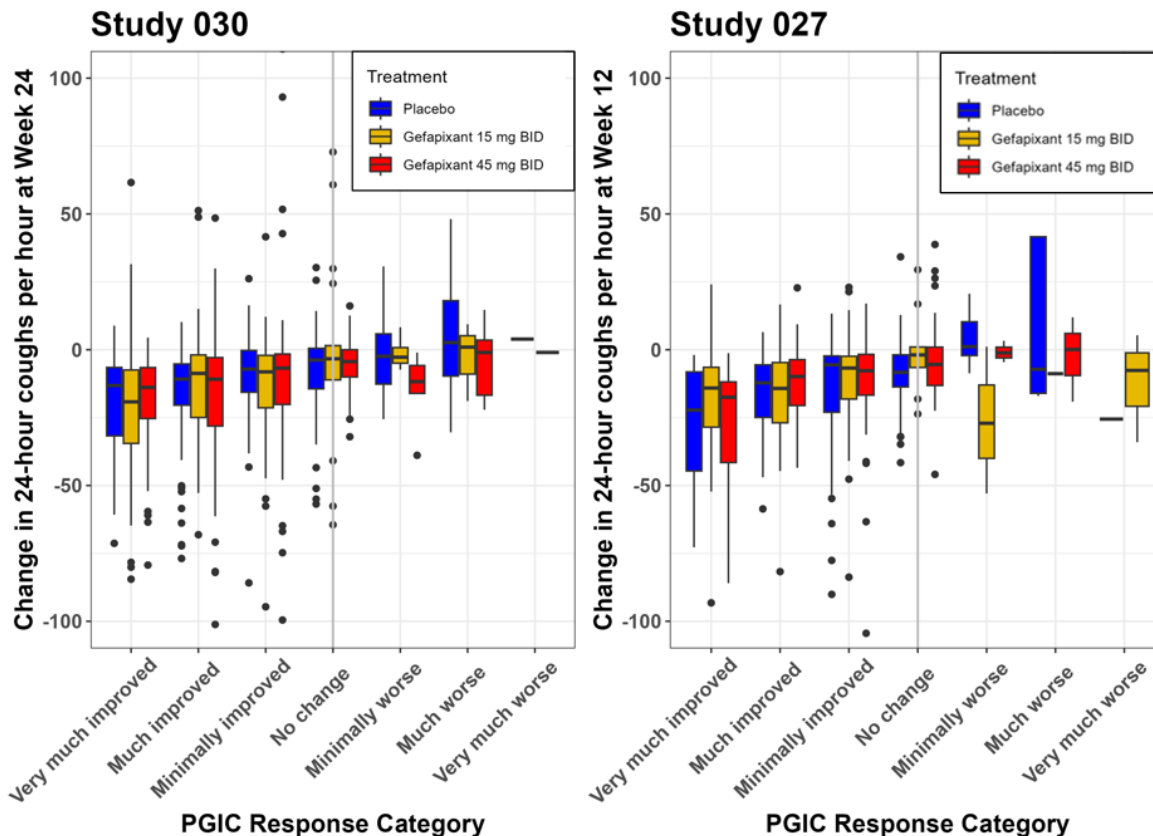 Study 030
Change in 24-hour coughs per hour at Week 24
100
50
0
-50
-100
Treatment
Placebo
Gefapixant 15 mg BID
Gefapixant 45 mg BID
Very much improved
Much improved
Minimally improved
No change
Minimally worse
Much worse
Very much worse
PGIC Response Category
Study 027
Change in 24-hour coughs per hour at Week 12
100
50
0
-50
-100
Treatment
Placebo
Gefapixant 15 mg BID
Gefapixant 45 mg BID
Very much improved
Much improved
Minimally improved
No change
Minimally worse
Much worse
Very much worse
PGIC Response Category